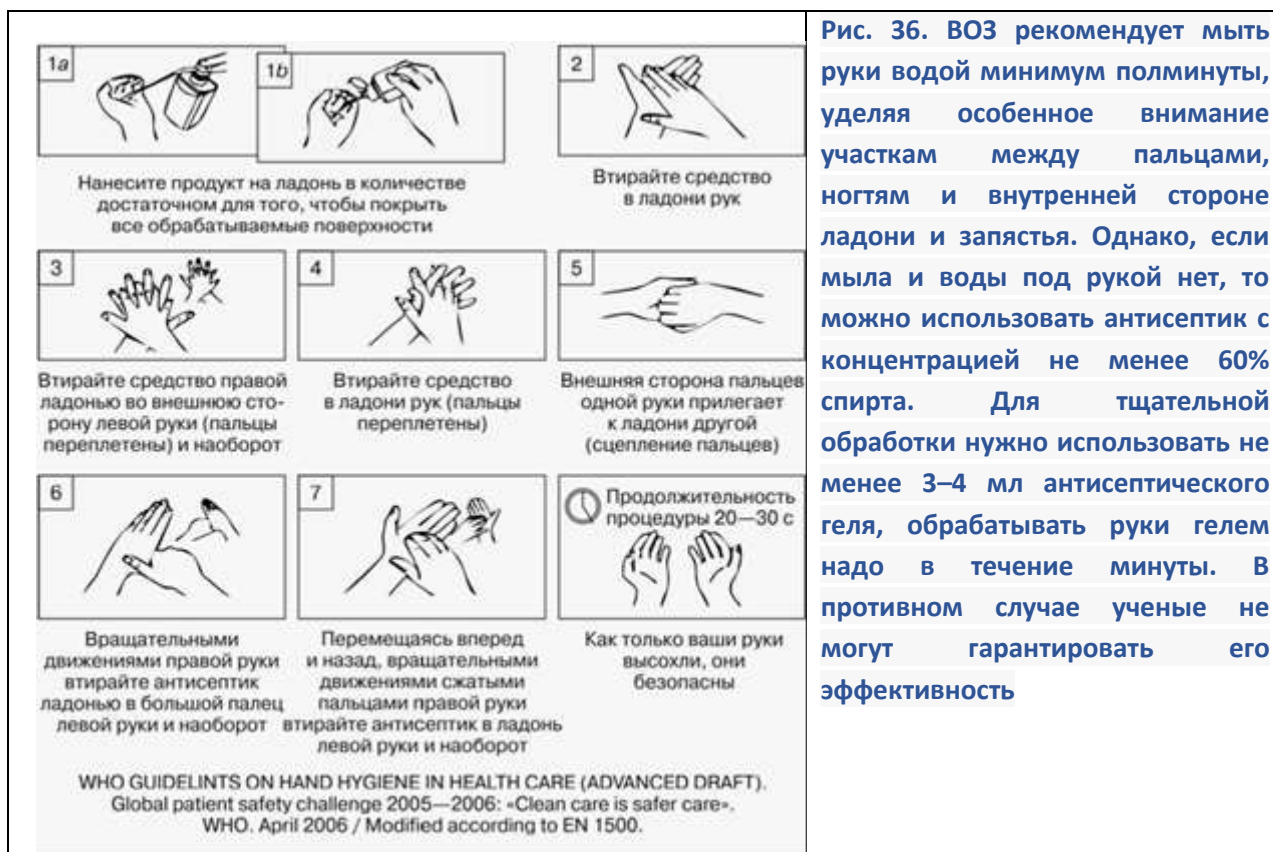 1a
1b
Нанесите продукт на ладонь в количестве
достаточном для того, чтобы покрыть
все обрабатываемые поверхности
2
Втирайте средство
в ладони рук
3
Втирайте средство правой
ладонью во внешнюю сто-
рону левой руки (пальцы
переплетены) и наоборот
4
Втирайте средство
в ладони рук (пальцы
переплетены)
5
Внешняя сторона пальцев
одной руки прилегает
к ладони другой
(сцепление пальцев)
6
Вращательными
движениями правой руки
втирайте антисептик
ладонью в большой палец
левой руки и наоборот
7
Перемещаясь вперед
и назад, вращательными
движениями сжатыми
пальцами правой руки
втирайте антисептик в ладонь
левой руки и наоборот
Продолжительность
процедуры 20—30 с
Как только ваши руки
высохли, они
безопасны
WHO GUIDELINTS ON HAND HYGIENE IN HEALTH CARE (ADVANCED DRAFT).
Global patient safety challenge 2005—2006: «Clean care is safer care».
WHO. April 2006 / Modified according to EN 1500.
Рис. 36. ВОЗ рекомендует мыть
руки водой минимум полминуты,
уделяя особенное внимание
участкам между пальцами,
ногтям и внутренней стороне
ладони и запястья. Однако, если
мыла и воды под рукой нет, то
можно использовать антисептик с
концентрацией не менее 60%
спирта. Для тщательной
обработки нужно использовать не
менее 3–4 мл антисептического
геля, обрабатывать руки гелем
надо в течение минуты. В
противном случае ученые не
могут гарантировать его
эффективность